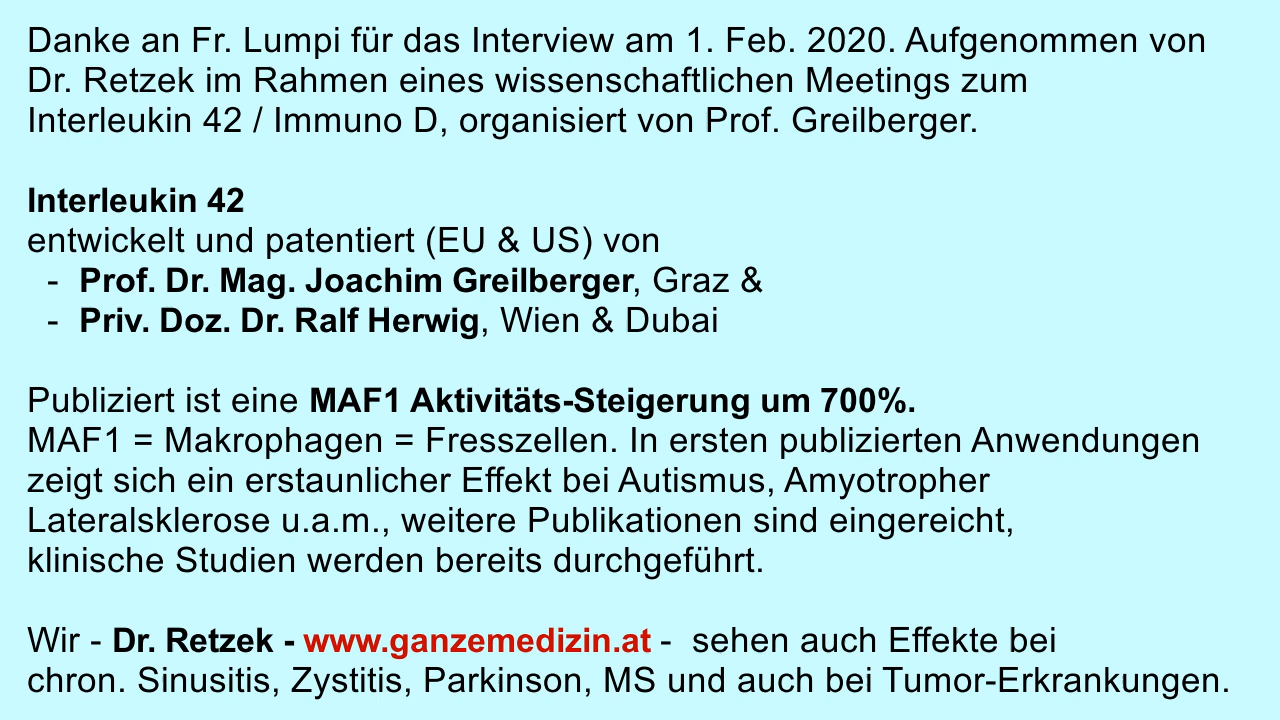 Danke an Fr. Lumpi für das Interview am 1. Feb. 2020. Aufgenommen von
Dr. Retzek im Rahmen eines wissenschaftlichen Meetings zum
Interleukin 42 / Immuno D, organisiert von Prof. Greilberger.
Interleukin 42
entwickelt und patentiert (EU & US) von
- Prof. Dr. Mag. Joachim Greilberger, Graz &
- Priv. Doz. Dr. Ralf Herwig, Wien & Dubai
Publiziert ist eine MAF1 Aktivitäts-Steigerung um 700%.
MAF1 = Makrophagen = Fresszellen. In ersten publizierten Anwendungen
zeigt sich ein erstaunlicher Effekt bei Autismus, Amyotropher
Lateralsklerose u.a.m., weitere Publikationen sind eingereicht,
klinische Studien werden bereits durchgeführt.
Wir - Dr. Retzek - www.ganzemedizin.at - sehen auch Effekte bei
chron. Sinusitis, Zystitis, Parkinson, MS und auch bei Tumor-Erkrankungen.